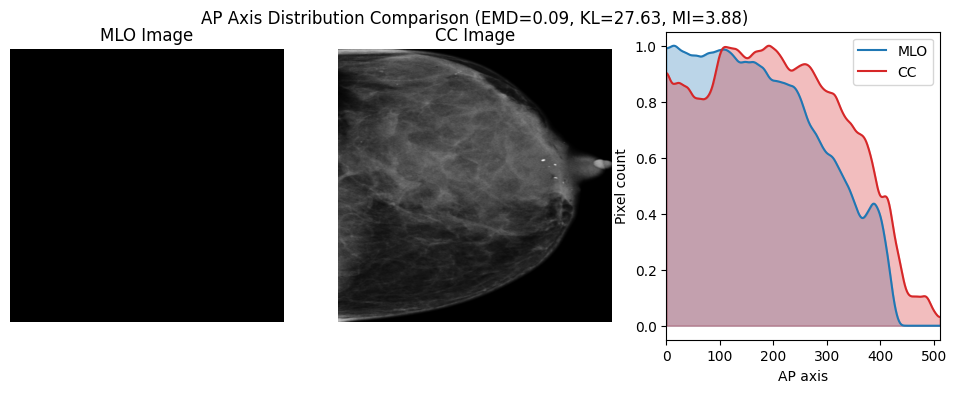 AP Axis Distribution Comparison (EMD=0.09, KL=27.63, MI=3.88)
MLO Image
CC Image
MLO
CC
Pixel count
1.0
0.8
0.6
0.4
0.2
0.0
0 100 200 300 400 500
AP axis